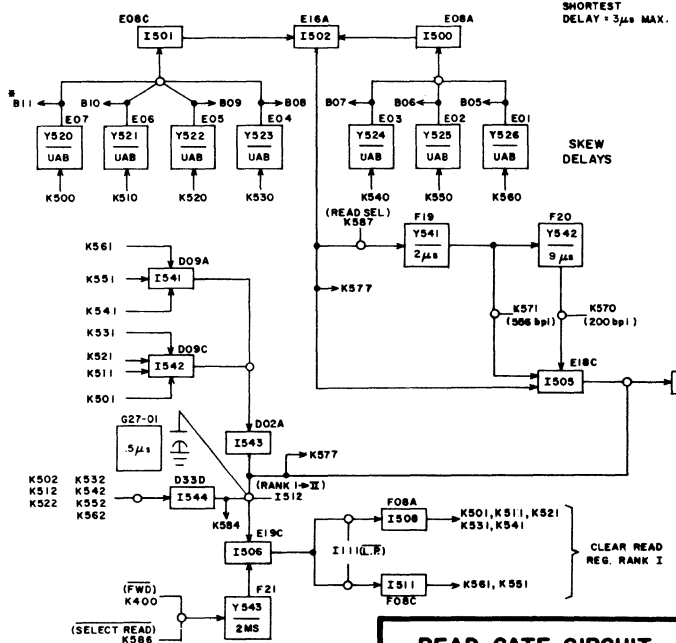 SHORTEST
DELAY = 3μs MAX.
E08C E16A E08A
I501 I502 I500
* B11 B10 B09 B08 B07 B06 B05
E07 E06 E05 E04 E03 E02 E01
Y520 Y521 Y522 Y523 Y524 Y525 Y526
UAB UAB UAB UAB UAB UAB UAB
SKEW
DELAYS
K500 K510 K520 K530 K540 K550 K560
(READ SEL)
K587
F19 F20
Y541 Y542
2μs 9μs
K561
D09A
K551 I541
K541
K577
K571
(556 bpi)
K570
(200 bpi)
K531
D09C
K521
K511
I542
K501
E18C
I505
G27-01
.5μs
D02A
I543
K577
(RANK I→II)
I512
K502 K532
K512 K542
K522 K552
K562
D33D
I544
K584
E19C
I506
F08A
I508
K501, K511, K521
K531, K541
I111 (L.P.)
I511
F08C
K561, K551
CLEAR READ
REG. RANK I
(FWD)
K400
F21
Y543
2MS
(SELECT READ)
K586
READ GATE CIRCUIT